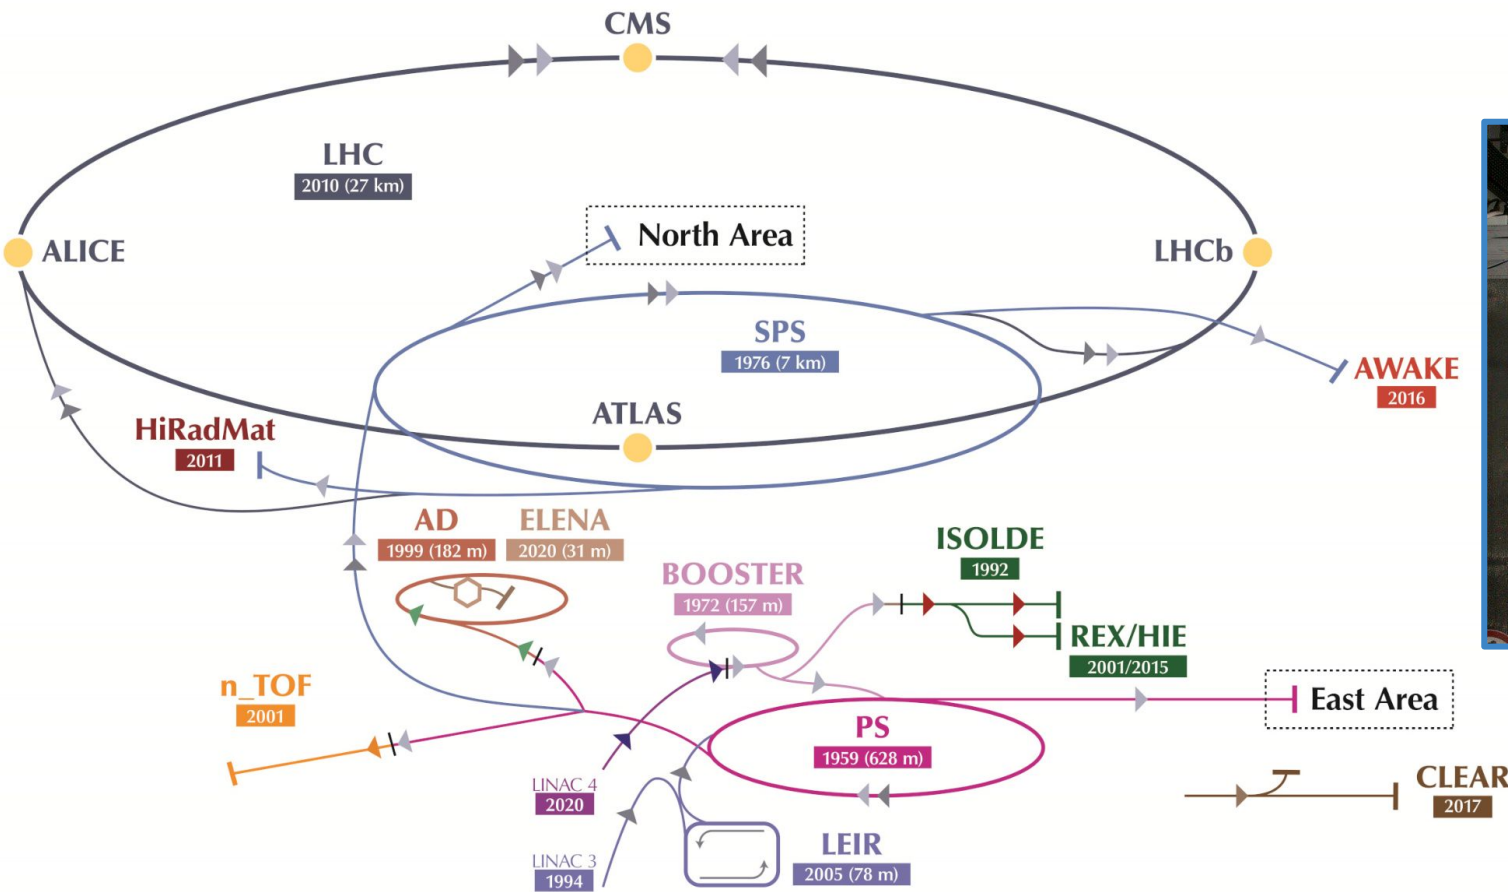 CMS
LHC
2010 (27 km)
North Area
ALICE
LHCb
SPS
1976 (7 km)
AWAKE
2016
ATLAS
HiRadMat
2011
AD
1999 (182 m)
ELENA
2020 (31 m)
ISOLDE
1992
BOOSTER
1972 (157 m)
REX/HIE
2001/2015
n_TOF
2001
East Area
PS
1959 (628 m)
LINAC 4
2020
CLEAR
2017
LINAC 3
1994
LEIR
2005 (78 m)